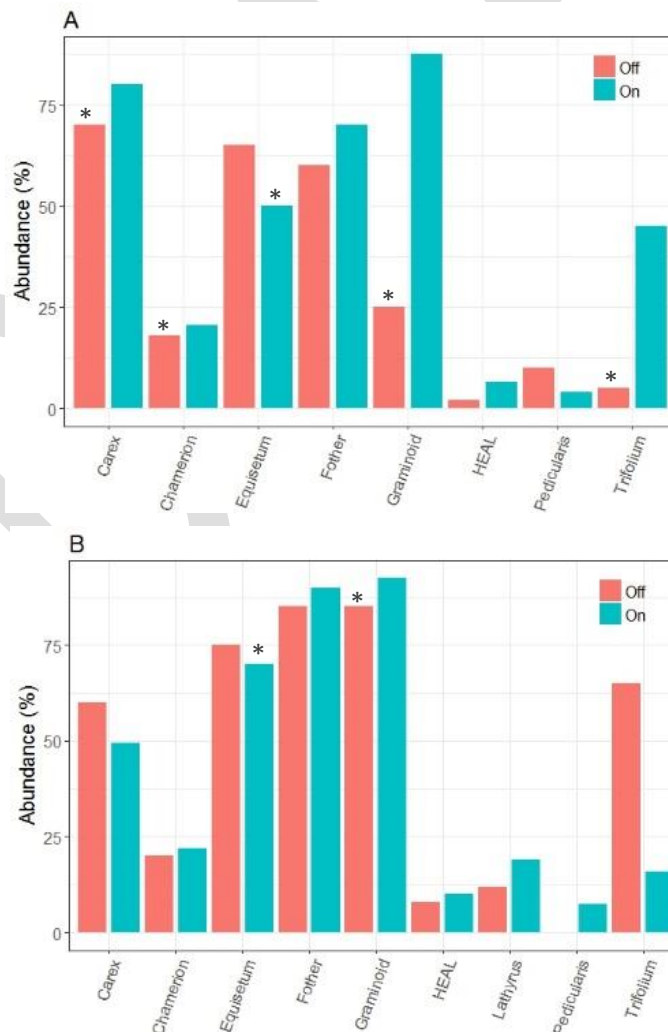 A
Off
On
Abundance (%)
75
50
25
0
*
*
*
*
*
Carex
Chamerion
Equisetum
Fother
Graminoid
HEAL
Pedicularis
Trifolium
B
Off
On
Abundance (%)
75
50
25
0
*
*
Carex
Chamerion
Equisetum
Fother
Graminoid
HEAL
Lathyrus
Pedicularis
Trifolium